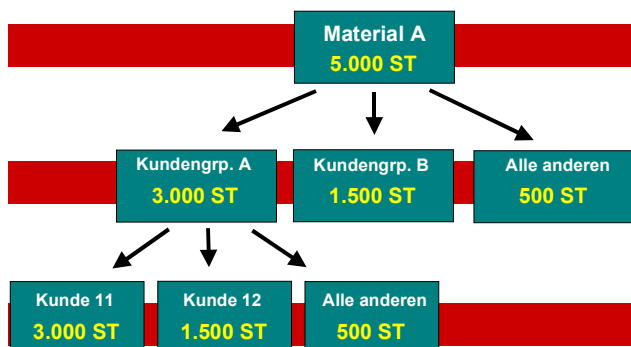 Material A
5.000 ST
Kundengrp. A
3.000 ST
Kundengrp. B
1.500 ST
Alle anderen
500 ST
Kunde 11
3.000 ST
Kunde 12
1.500 ST
Alle anderen
500 ST